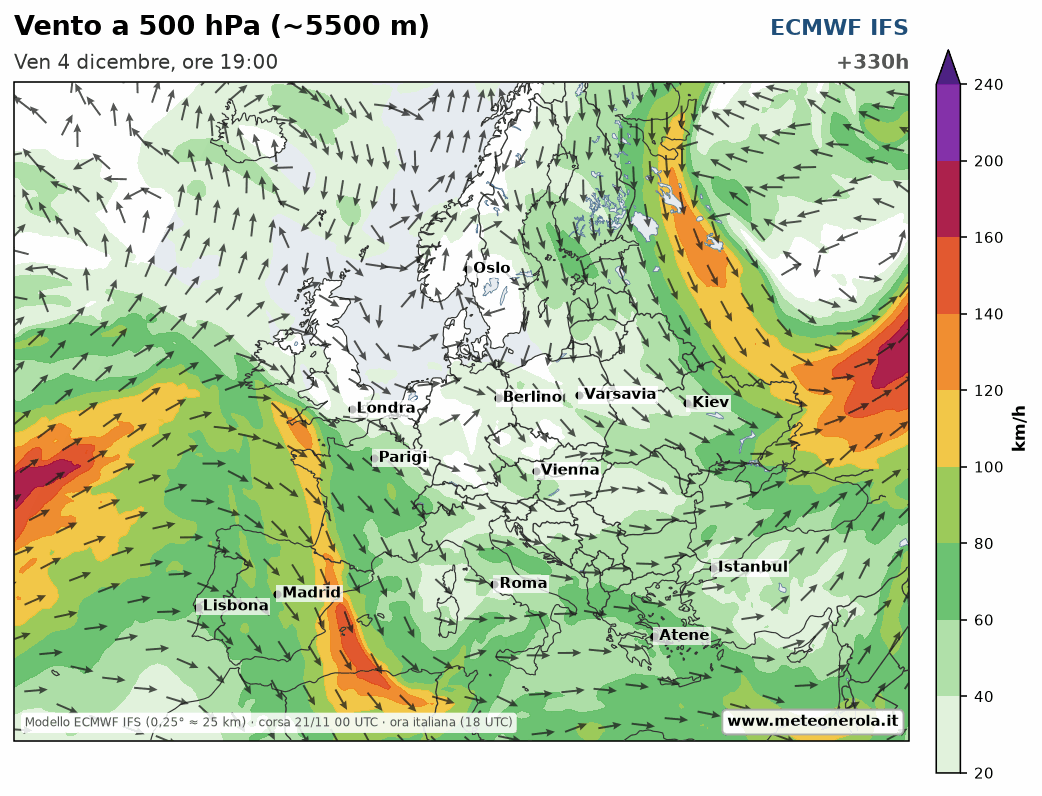 Vento a 500 hPa (~5500 m)
ECMWF IFS
Ven 4 dicembre, ore 19:00
+330h
240
200
160
140
120
100
80
60
40
20
km/h
Oslo
Londra
Berlino
Varsavia
Kiev
Parigi
Vienna
Madrid
Lisbona
Roma
Istanbul
Atene
Modello ECMWF IFS (0,25° ≈ 25 km) · corsa 21/11 00 UTC · ora italiana (18 UTC)
www.meteonerola.it